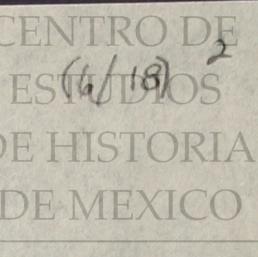 CENTRO DE
2
(6/18)
ESTUDIOS
DE HISTORIA
DE MEXICO